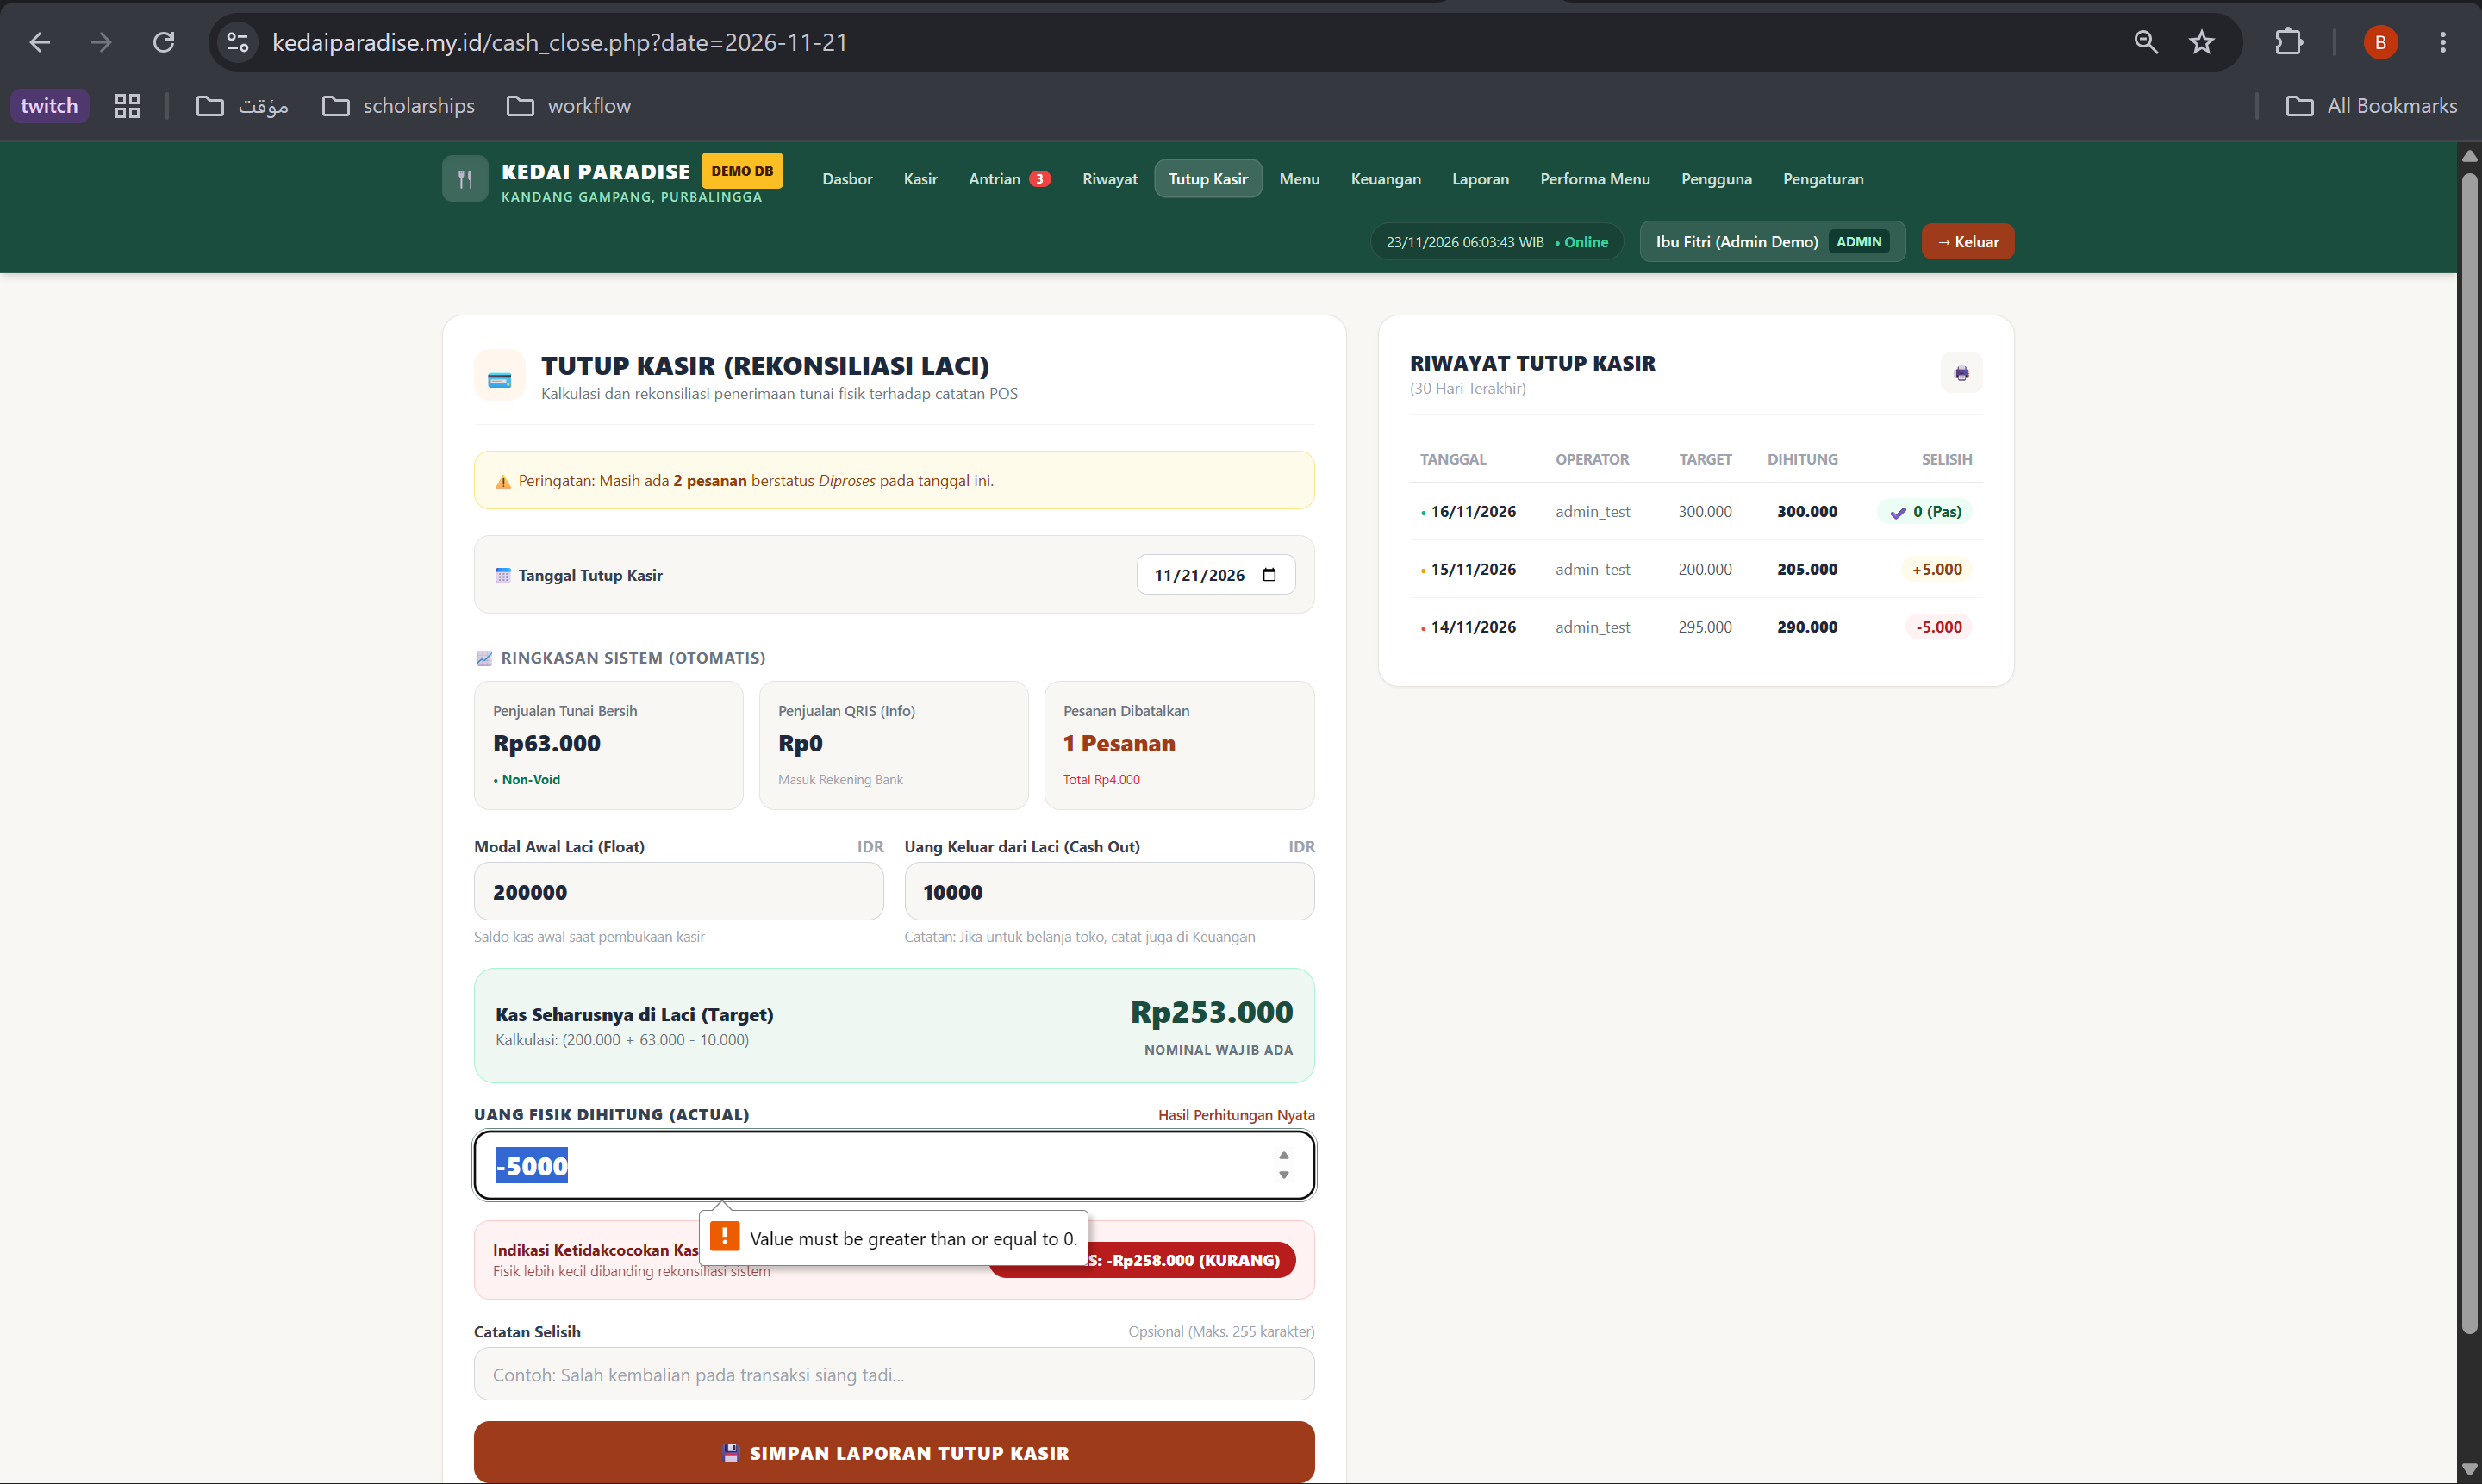 kedaiparadise.my.id/cash_close.php?date=2026-11-21
B
twitch
مؤقت
scholarships
workflow
All Bookmarks
KEDAI PARADISE
DEMO DB
KANDANG GAMPANG, PURBALINGGA
Dasbor
Kasir
Antrian 3
Riwayat
Tutup Kasir
Menu
Keuangan
Laporan
Performa Menu
Pengguna
Pengaturan
23/11/2026 06:03:43 WIB • Online
Ibu Fitri (Admin Demo) ADMIN
→ Keluar
TUTUP KASIR (REKONSILIASI LACI)
Kalkulasi dan rekonsiliasi penerimaan tunai fisik terhadap catatan POS
Peringatan: Masih ada 2 pesanan berstatus Diproses pada tanggal ini.
Tanggal Tutup Kasir
11/21/2026
RINGKASAN SISTEM (OTOMATIS)
Penjualan Tunai Bersih
Rp63.000
• Non-Void
Penjualan QRIS (Info)
Rp0
Masuk Rekening Bank
Pesanan Dibatalkan
1 Pesanan
Total Rp4.000
Modal Awal Laci (Float) IDR
200000
Saldo kas awal saat pembukaan kasir
Uang Keluar dari Laci (Cash Out) IDR
10000
Catatan: Jika untuk belanja toko, catat juga di Keuangan
Kas Seharusnya di Laci (Target)
Kalkulasi: (200.000 + 63.000 - 10.000)
Rp253.000
NOMINAL WAJIB ADA
UANG FISIK DIHITUNG (ACTUAL)
Hasil Perhitungan Nyata
-5000
Value must be greater than or equal to 0.
Indikasi Ketidakcocokan Kas
Fisik lebih kecil dibanding rekonsiliasi sistem
S: -Rp258.000 (KURANG)
Catatan Selisih
Opsional (Maks. 255 karakter)
Contoh: Salah kembalian pada transaksi siang tadi...
SIMPAN LAPORAN TUTUP KASIR
RIWAYAT TUTUP KASIR
(30 Hari Terakhir)
TANGGAL OPERATOR TARGET DIHITUNG SELISIH
• 16/11/2026 admin_test 300.000 300.000 ✔ 0 (Pas)
• 15/11/2026 admin_test 200.000 205.000 +5.000
• 14/11/2026 admin_test 295.000 290.000 -5.000